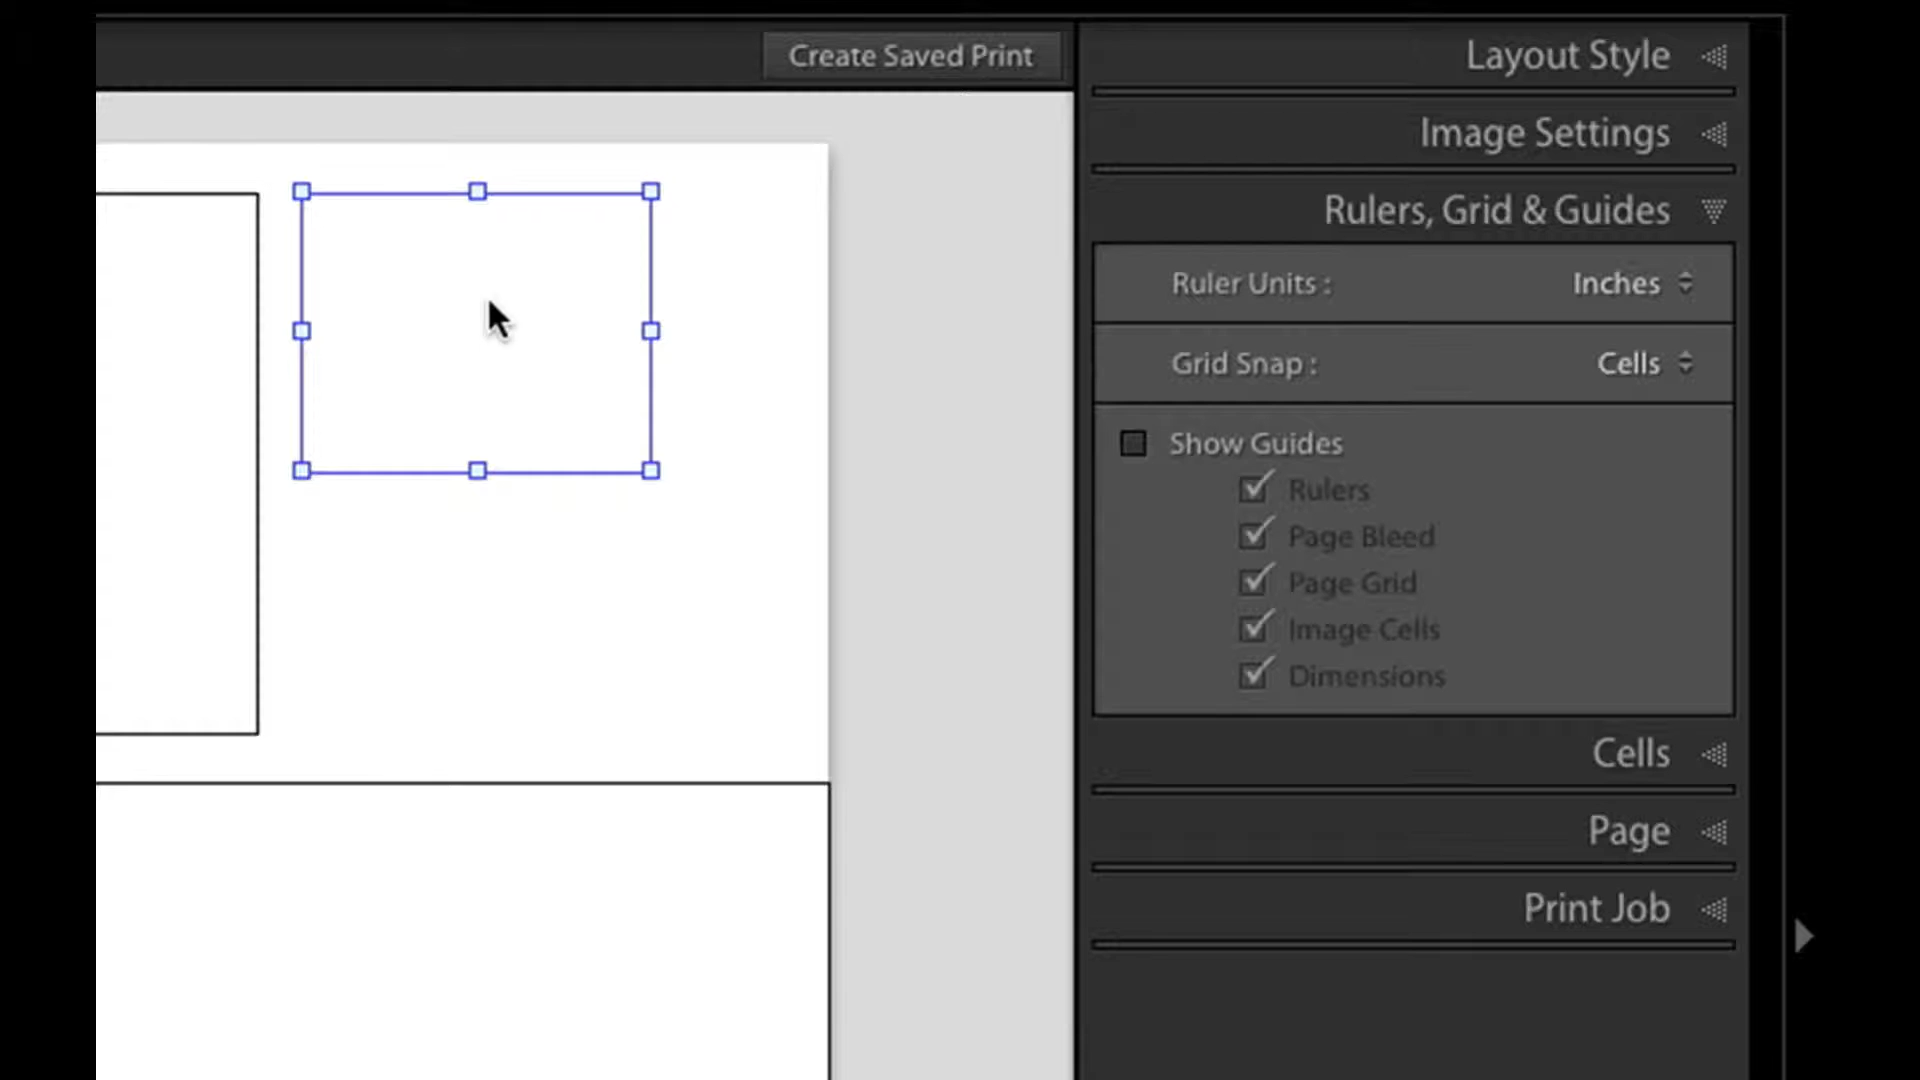 Create Saved Print
Layout Style
Image Settings
Rulers, Grid & Guides
Ruler Units : Inches
Grid Snap : Cells
Show Guides
Rulers
Page Bleed
Page Grid
Image Cells
Dimensions
Cells
Page
Print Job